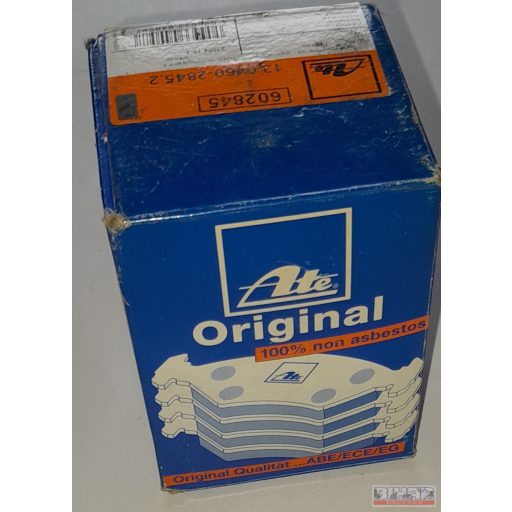 Ate
602845
13.0460-2845.2
Ate
Original
100% non asbestos
Ate
Original Qualität ...ABE/ECE/EG